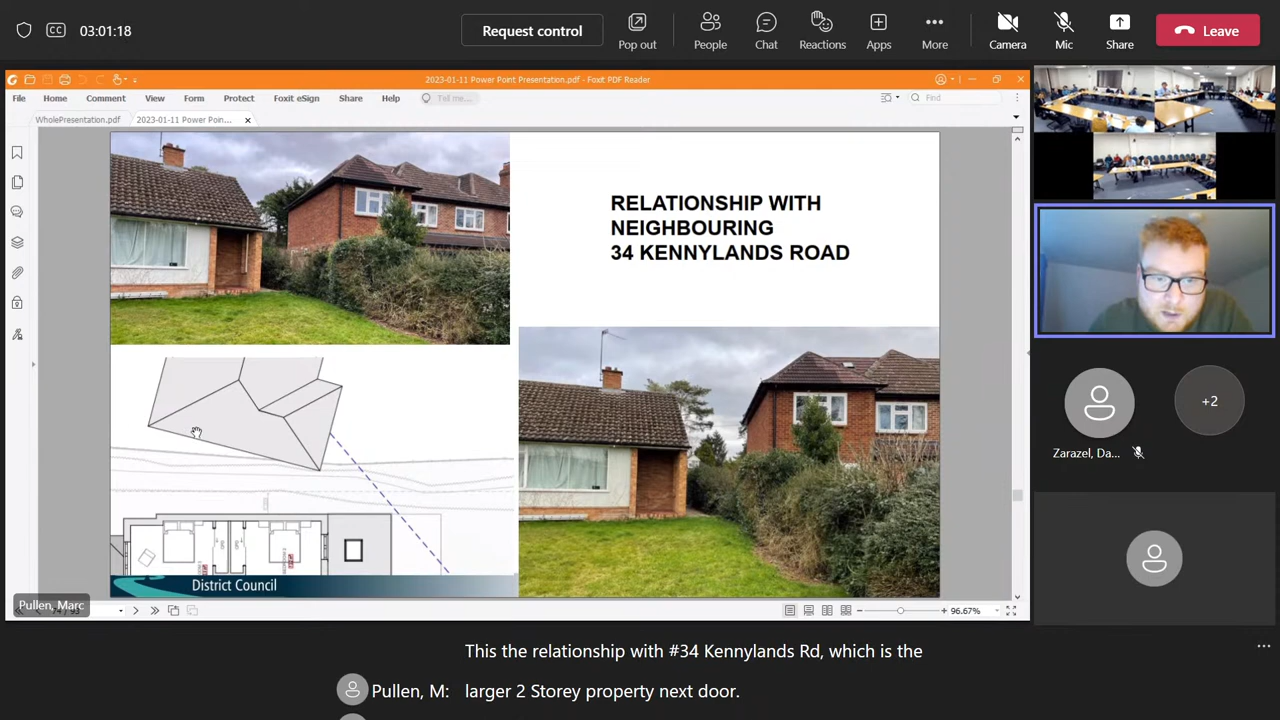 CC
03:01:18
Request control
Pop out
People
Chat
Reactions
Apps
More
Camera
Mic
Share
Leave
2023-01-11 Power Point Presentation.pdf - Foxit PDF Reader
File
Home
Comment
View
Form
Protect
Foxit eSign
Share
Help
Tell me...
Find
WholePresentation.pdf
2023-01-11 Power Poin...
RELATIONSHIP WITH
NEIGHBOURING
34 KENNYLANDS ROAD
District Council
Pullen, Marc
96.67%
Zarazel, Da...
+2
This the relationship with #34 Kennylands Rd, which is the
Pullen, M: larger 2 Storey property next door.